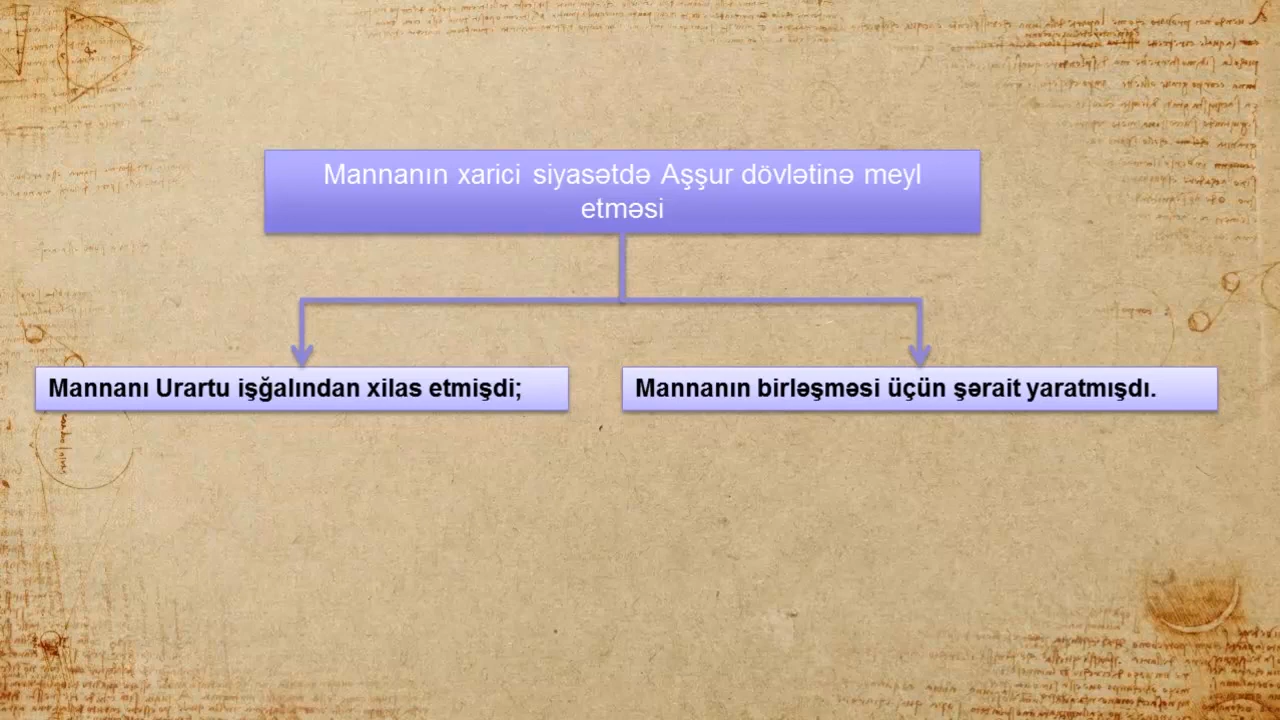 Mannanın xarici siyasətdə Aşşur dövlətinə meyl
etməsi
Mannanı Urartu işğalından xilas etmişdi;
Mannanın birləşməsi üçün şərait yaratmışdı.